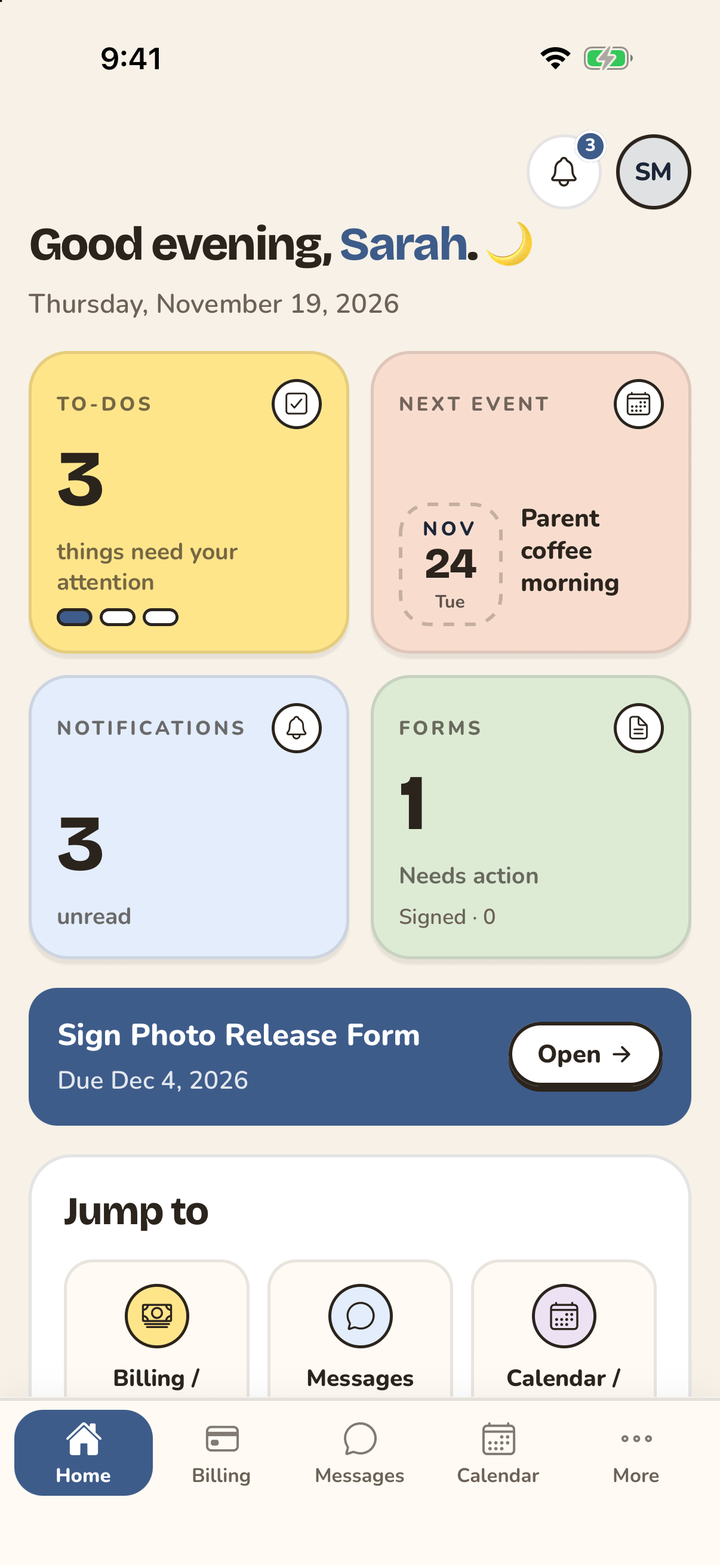 9:41
3
SM
Good evening, Sarah. 🌙
Thursday, November 19, 2026
TO-DOS
3
things need your
attention
NEXT EVENT
NOV
24
Tue
Parent
coffee
morning
NOTIFICATIONS
3
unread
FORMS
1
Needs action
Signed · 0
Sign Photo Release Form
Due Dec 4, 2026
Open →
Jump to
Billing /
Messages
Calendar /
Home
Billing
Messages
Calendar
More